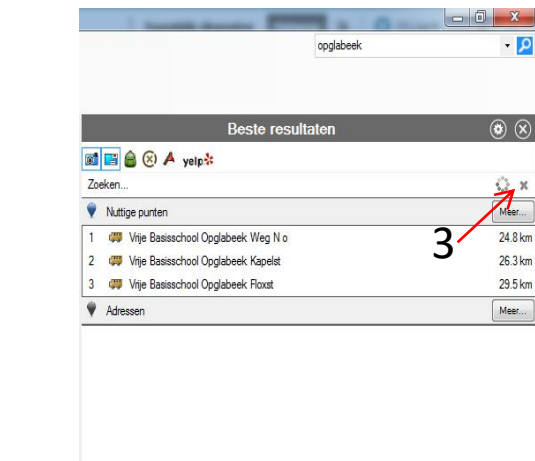 opglabeek
Beste resultaten
yelp
Zoeken...
Nuttige punten Meer...
1 Vrije Basisschool Opglabeek Weg N o 24.8 km
2 Vrije Basisschool Opglabeek Kapelst 26.3 km
3 Vrije Basisschool Opglabeek Floxst 29.5 km
3
Adressen Meer...